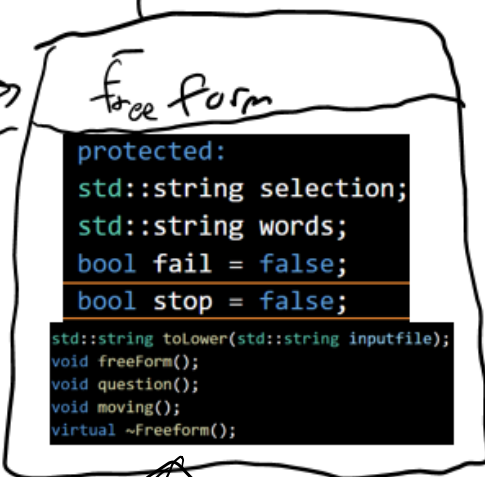 free form
protected:
std::string selection;
std::string words;
bool fail = false;
bool stop = false;
std::string toLower(std::string inputfile);
void freeForm();
void question();
void moving();
virtual ~Freeform();